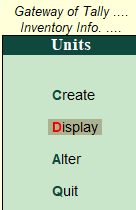 Gateway of Tally ....
Inventory Info. ....
Units
Create
Display
Alter
Quit